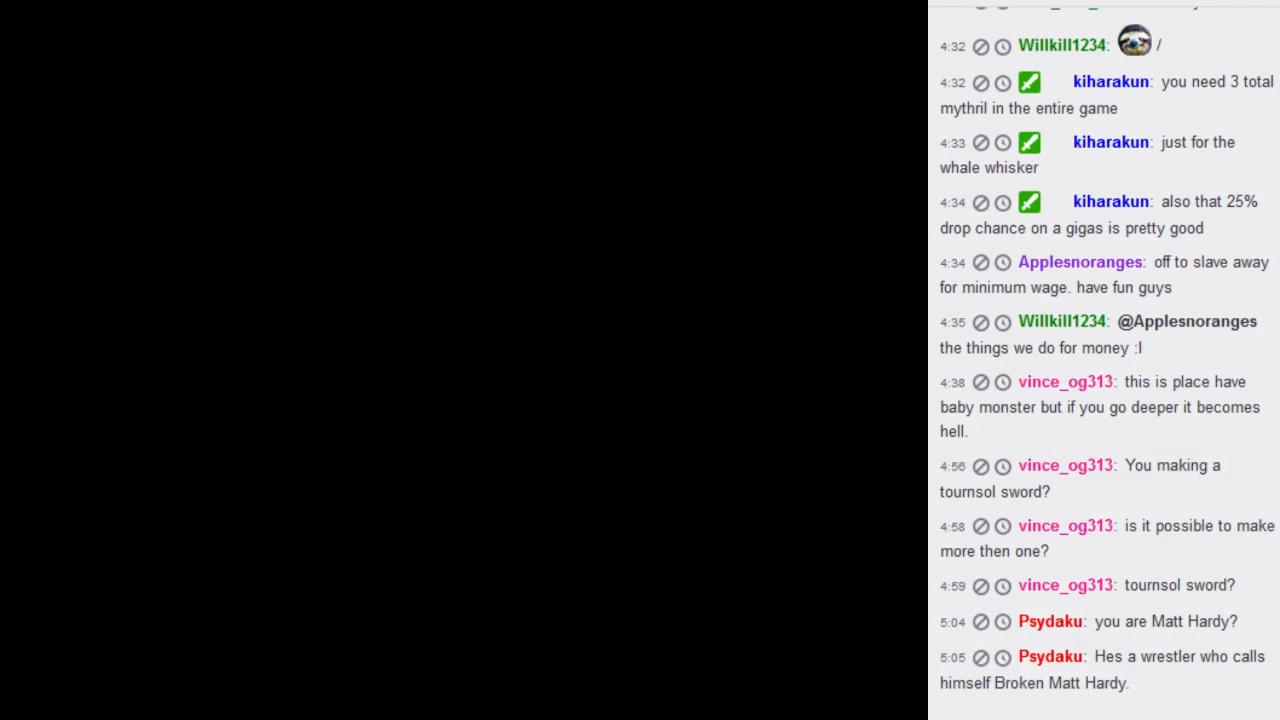 4:32 Willkill1234: /
4:32 kiharakun: you need 3 total
mythril in the entire game
4:33 kiharakun: just for the
whale whisker
4:34 kiharakun: also that 25%
drop chance on a gigas is pretty good
4:34 Applesnoranges: off to slave away
for minimum wage. have fun guys
4:35 Willkill1234: @Applesnoranges
the things we do for money :l
4:38 vince_og313: this is place have
baby monster but if you go deeper it becomes
hell.
4:56 vince_og313: You making a
tournsol sword?
4:58 vince_og313: is it possible to make
more then one?
4:59 vince_og313: tournsol sword?
5:04 Psydaku: you are Matt Hardy?
5:05 Psydaku: Hes a wrestler who calls
himself Broken Matt Hardy.